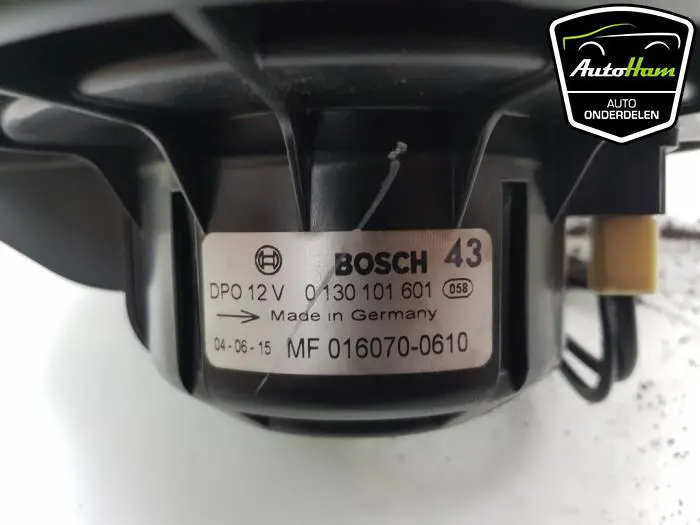 AutoHam
AUTO
ONDERDELEN
BOSCH 43
DPO 12 V 0 130 101 601 058
Made in Germany
04-06-15 MF 016070-0610